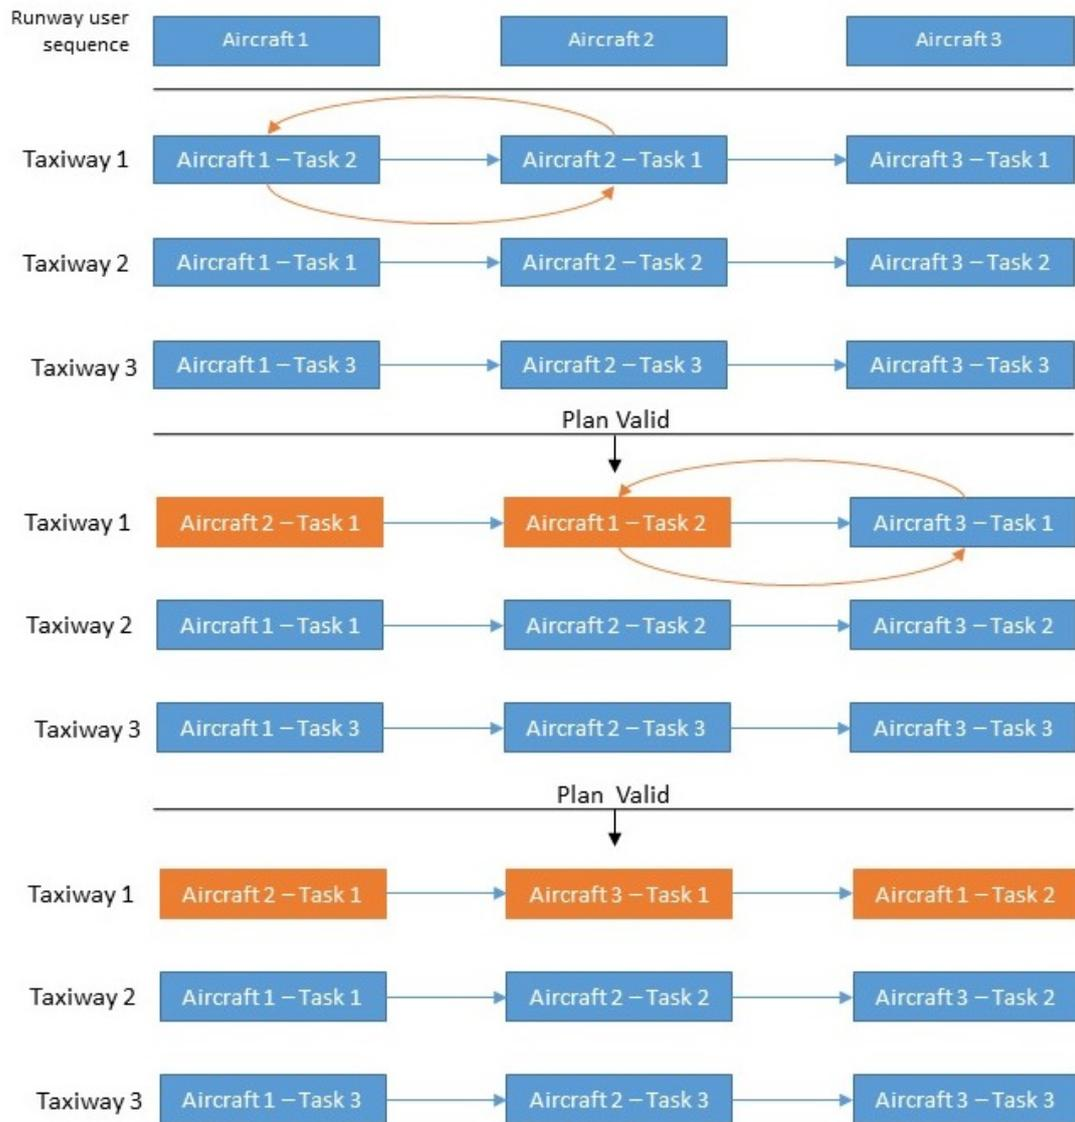 Runway user
sequence
Aircraft 1
Aircraft 2
Aircraft 3
Taxiway 1
Aircraft 1 – Task 2
Aircraft 2 – Task 1
Aircraft 3 – Task 1
Taxiway 2
Aircraft 1 – Task 1
Aircraft 2 – Task 2
Aircraft 3 – Task 2
Taxiway 3
Aircraft 1 – Task 3
Aircraft 2 – Task 3
Aircraft 3 – Task 3
Plan Valid
Taxiway 1
Aircraft 2 – Task 1
Aircraft 1 – Task 2
Aircraft 3 – Task 1
Taxiway 2
Aircraft 1 – Task 1
Aircraft 2 – Task 2
Aircraft 3 – Task 2
Taxiway 3
Aircraft 1 – Task 3
Aircraft 2 – Task 3
Aircraft 3 – Task 3
Plan Valid
Taxiway 1
Aircraft 2 – Task 1
Aircraft 3 – Task 1
Aircraft 1 – Task 2
Taxiway 2
Aircraft 1 – Task 1
Aircraft 2 – Task 2
Aircraft 3 – Task 2
Taxiway 3
Aircraft 1 – Task 3
Aircraft 2 – Task 3
Aircraft 3 – Task 3